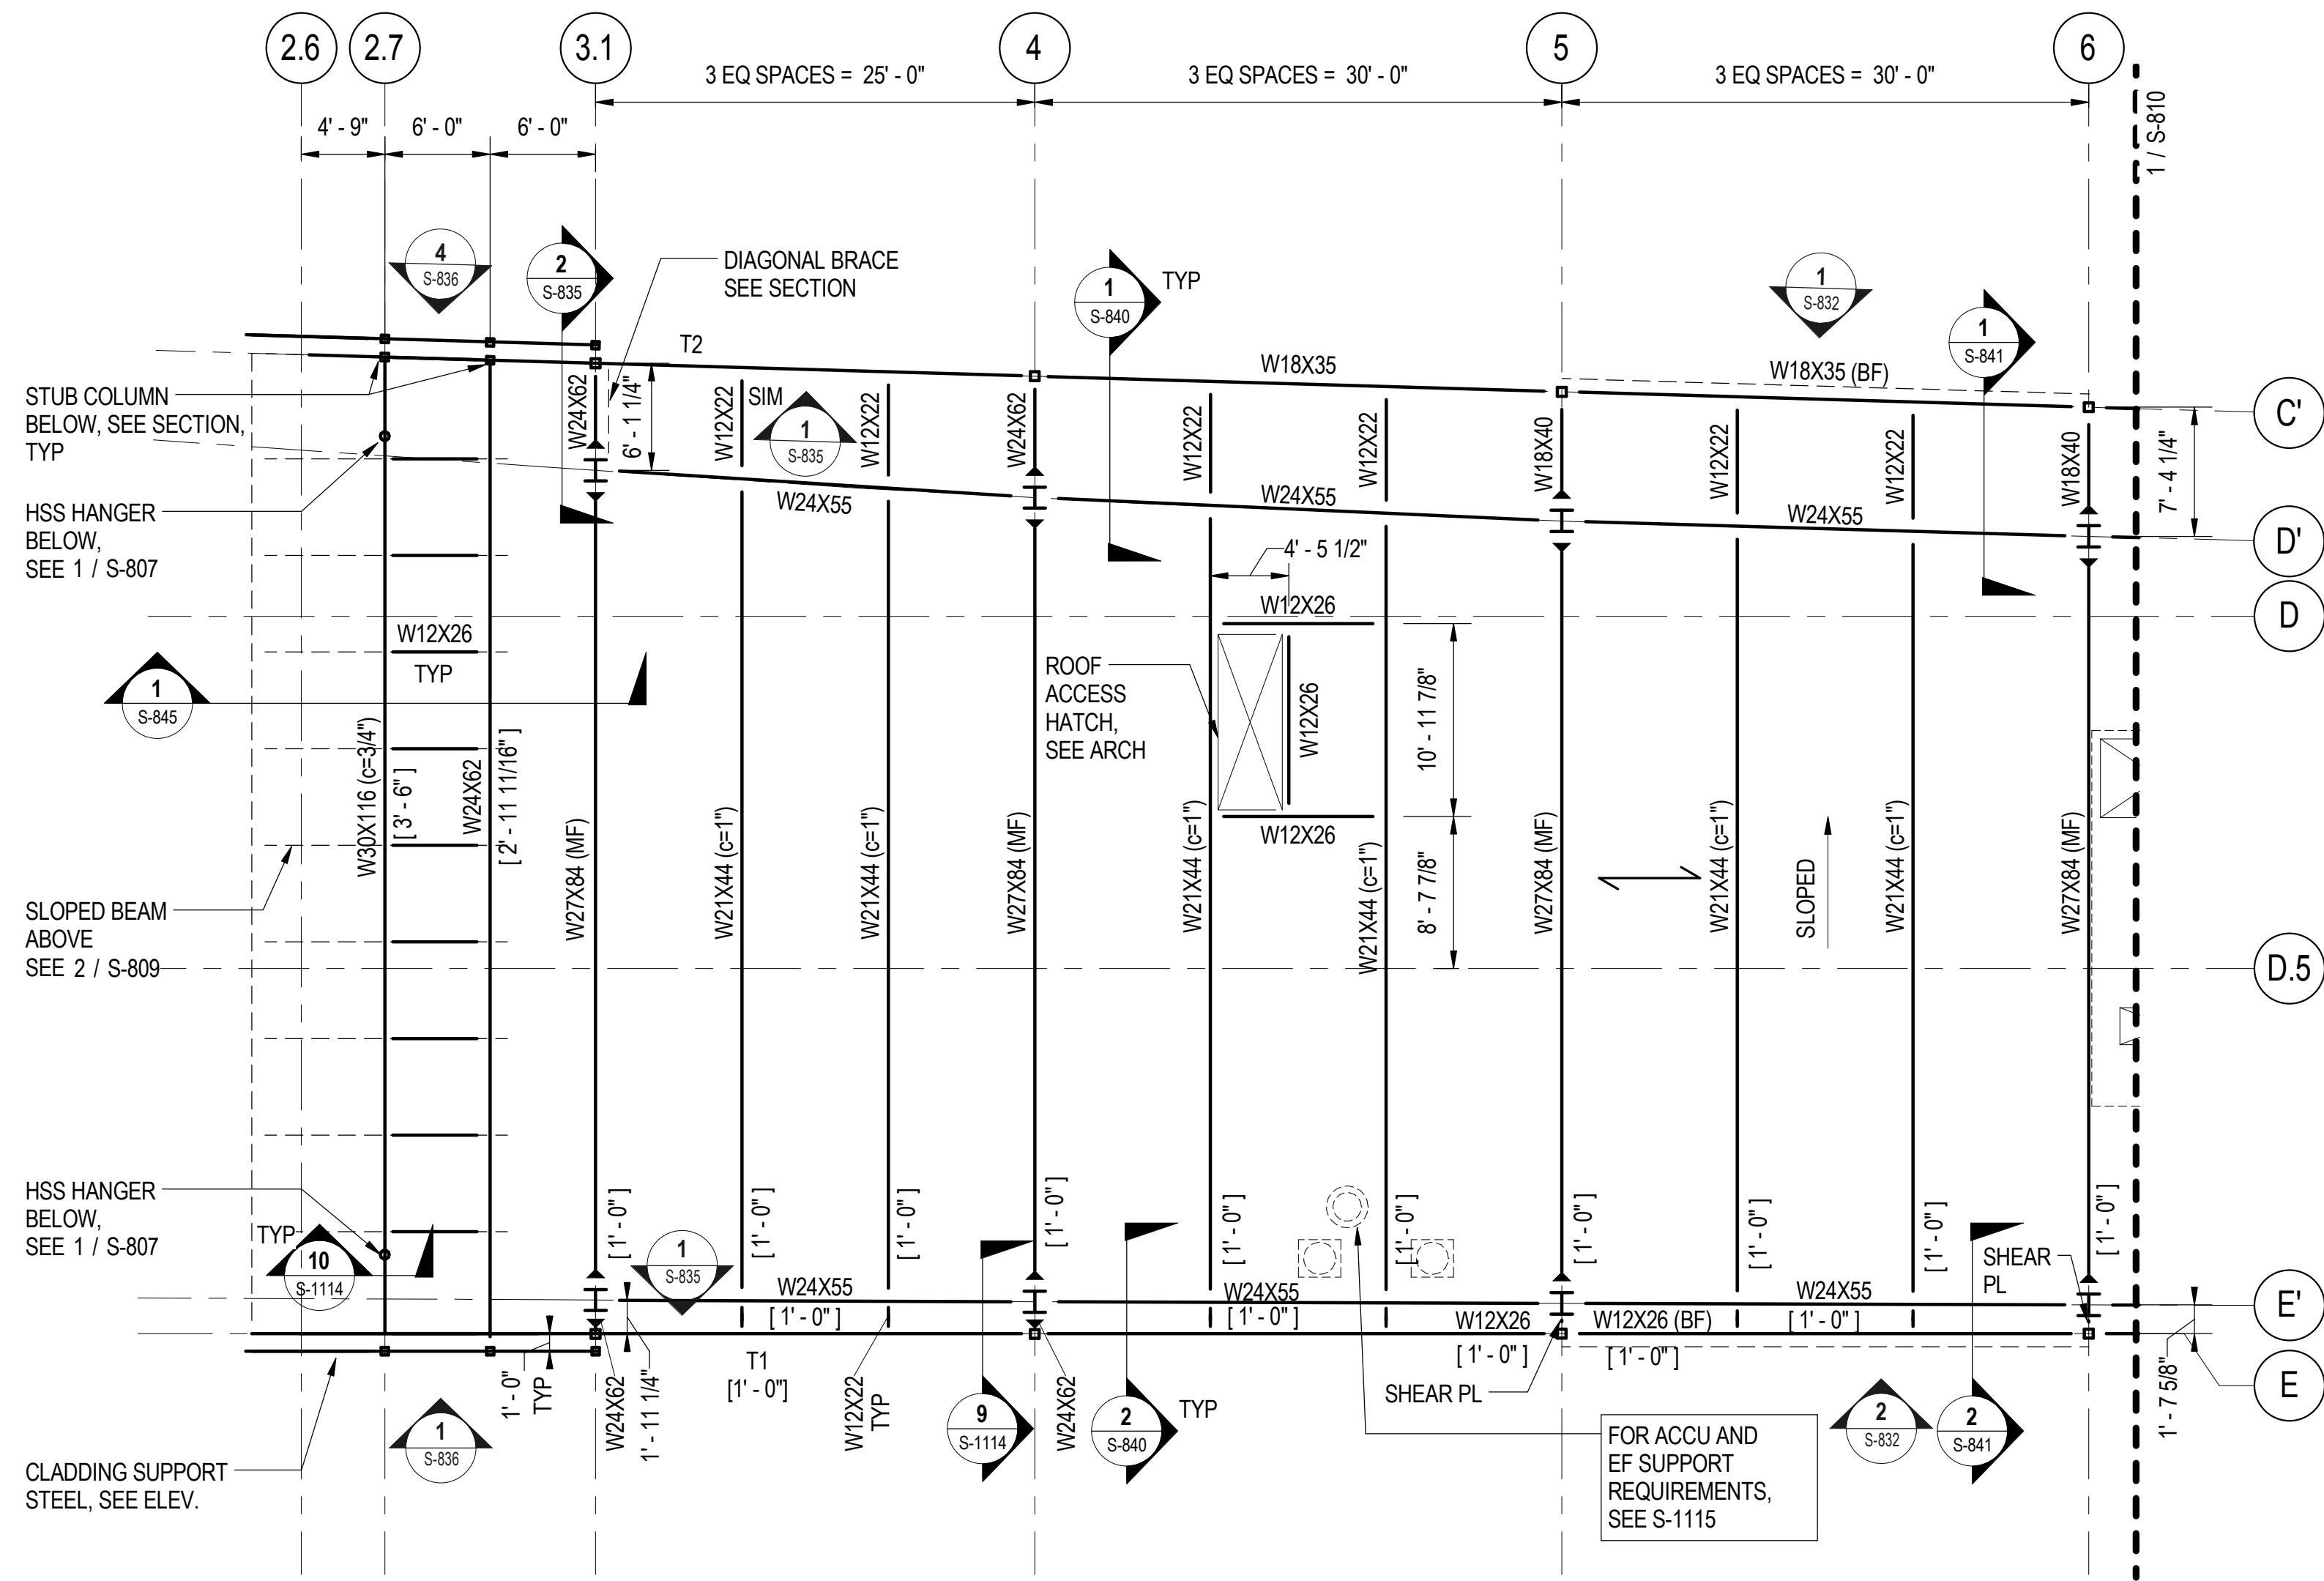 2.6
2.7
3.1
4
5
6
3 EQ SPACES = 25' - 0"
3 EQ SPACES = 30' - 0"
3 EQ SPACES = 30' - 0"
1 / S-810
4' - 9"
6' - 0"
6' - 0"
4
S-836
2
S-835
DIAGONAL BRACE
SEE SECTION
1
S-840
TYP
1
S-832
1
S-841
T2
W18X35
W18X35 (BF)
STUB COLUMN
BELOW, SEE SECTION,
TYP
W24X62
6' - 1 1/4"
W12X22
SIM
1
S-835
W12X22
W24X62
W12X22
W12X22
W18X40
W12X22
W12X22
W18X40
7' - 4 1/4"
C'
HSS HANGER
BELOW,
SEE 1 / S-807
W24X55
W24X55
W24X55
D'
4' - 5 1/2"
W12X26
D
W12X26
TYP
1
S-845
ROOF
ACCESS
HATCH,
SEE ARCH
W12X26
10' - 11 7/8"
W30X116 (c=3/4")
[ 3' - 6" ]
W24X62
[ 2' - 11 11/16" ]
W12X26
W27X84 (MF)
W21X44 (c=1")
W21X44 (c=1")
W27X84 (MF)
W21X44 (c=1")
W21X44 (c=1")
8' - 7 7/8"
W27X84 (MF)
W21X44 (c=1")
SLOPED
W21X44 (c=1")
W27X84 (MF)
SLOPED BEAM
ABOVE
SEE 2 / S-809
D.5
HSS HANGER
BELOW,
SEE 1 / S-807
TYP
10
S-1114
[ 1' - 0" ]
1
S-835
[ 1' - 0" ]
[ 1' - 0" ]
[ 1' - 0" ]
[ 1' - 0" ]
[ 1' - 0" ]
[ 1' - 0" ]
[ 1' - 0" ]
[ 1' - 0" ]
[ 1' - 0" ]
SHEAR
PL
W24X55
[ 1' - 0" ]
W24X55
[ 1' - 0" ]
W12X26
[ 1' - 0" ]
W12X26 (BF)
[ 1' - 0" ]
W24X55
[ 1' - 0" ]
E'
E
1' - 7 5/8"
T1
[1' - 0"]
1' - 0"
TYP
W24X62
1' - 11 1/4"
W12X22
TYP
9
S-1114
W24X62
2
S-840
TYP
SHEAR PL
2
S-832
2
S-841
1
S-836
CLADDING SUPPORT
STEEL, SEE ELEV.
FOR ACCU AND
EF SUPPORT
REQUIREMENTS,
SEE S-1115